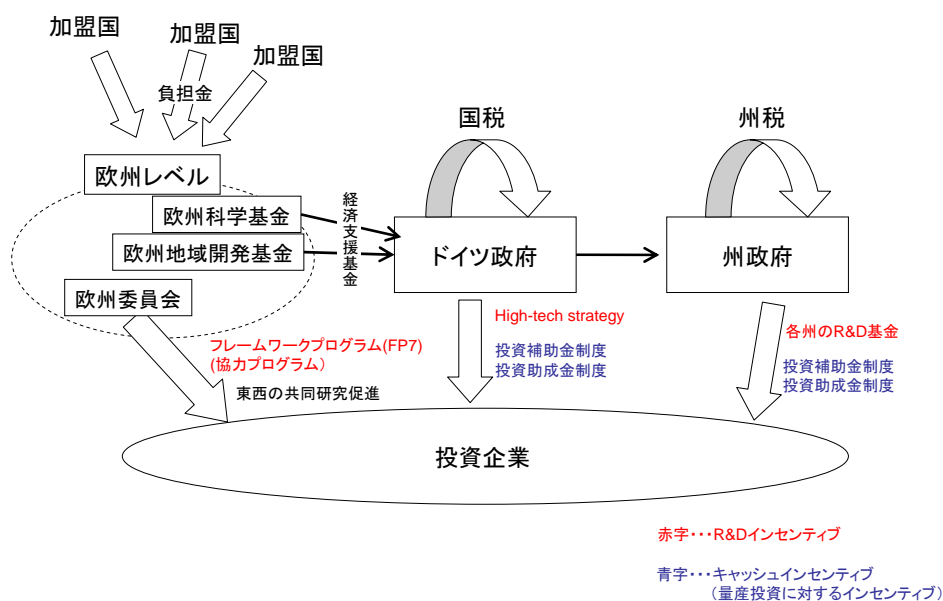 加盟国
加盟国
加盟国
負担金
欧州レベル
欧州科学基金
欧州地域開発基金
欧州委員会
経済支援基金
国税
ドイツ政府
州税
州政府
フレームワークプログラム(FP7)
(協力プログラム）
東西の共同研究促進
High-tech strategy
投資補助金制度
投資助成金制度
各州のR&D基金
投資補助金制度
投資助成金制度
投資企業
赤字･･･R&Dインセンティブ
青字･･･キャッシュインセンティブ
（量産投資に対するインセンティブ）